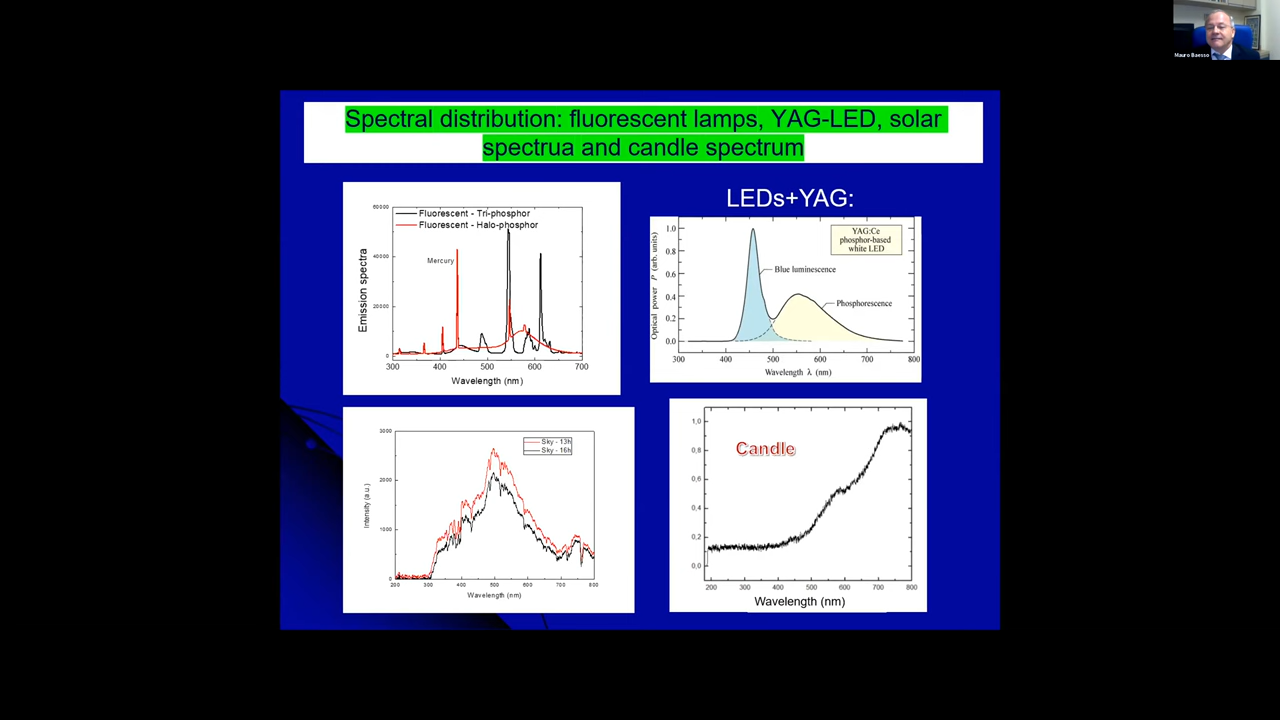 Mauro Baesso
Spectral distribution: fluorescent lamps, YAG-LED, solar
spectrua and candle spectrum
60000
40000
20000
0
Emission spectra
Fluorescent - Tri-phosphor
Fluorescent - Halo-phosphor
Mercury
300 400 500 600 700
Wavelength (nm)
LEDs+YAG:
1.0
0.8
0.6
0.4
0.2
0.0
Optical power P (arb. units)
YAG:Ce
phosphor-based
white LED
Blue luminescence
Phosphorescence
400 500 600 700 800
Wavelength λ (nm)
3000
2000
1000
0
Intensity (a.u.)
Sky - 13h
Sky - 16h
200 300 400 500 600 700 800
Wavelength (nm)
1,0
0,8
0,6
0,4
0,2
0,0
Candle
200 300 400 500 600 700 800
Wavelength (nm)